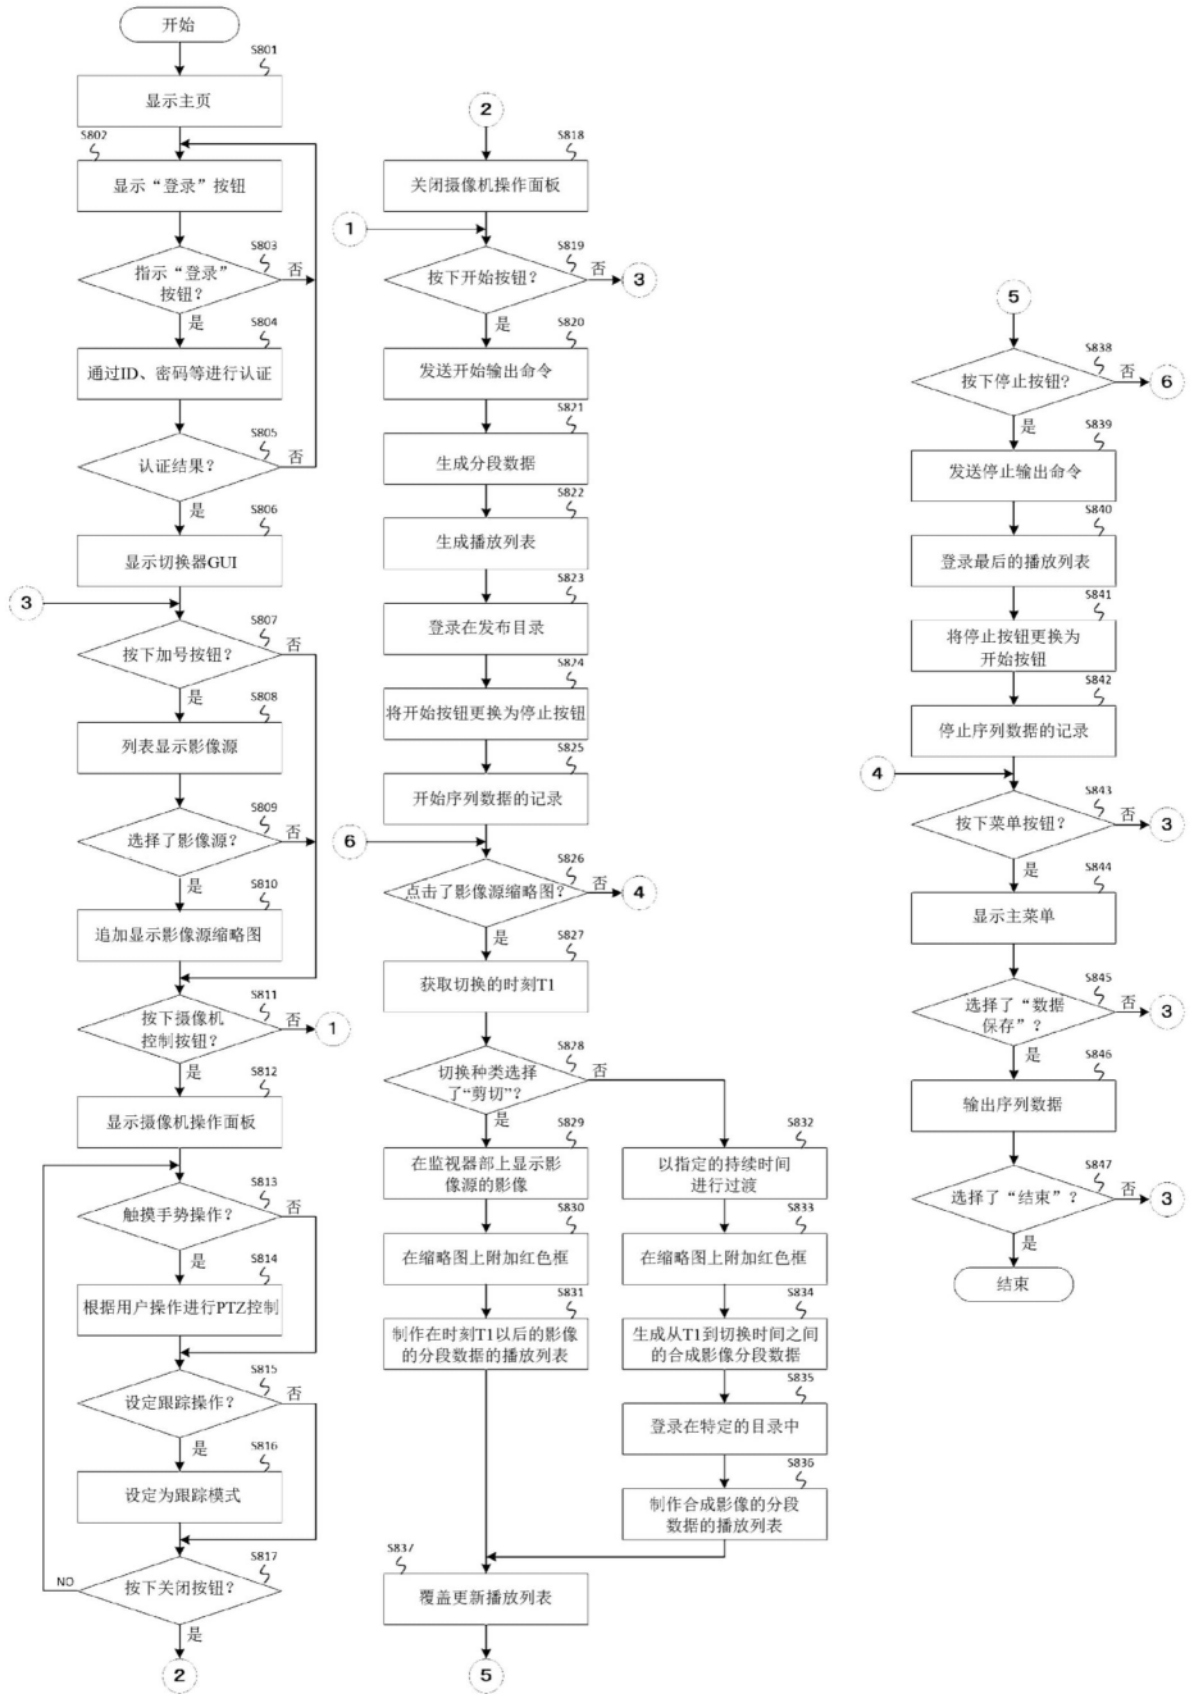 开始
S801
显示主页
S802
显示“登录”按钮
S803
指示“登录”
按钮?
否
是
S804
通过ID、密码等进行认证
S805
认证结果?
否
是
S806
显示切换器GUI
3
S807
按下加号按钮?
否
是
S808
列表显示影像源
S809
选择了影像源?
否
是
S810
追加显示影像源缩略图
S811
按下摄像机
控制按钮?
否
1
是
S812
显示摄像机操作面板
S813
触摸手势操作?
否
是
S814
根据用户操作进行PTZ控制
S815
设定跟踪操作?
否
是
S816
设定为跟踪模式
S817
按下关闭按钮?
NO
是
2
2
S818
关闭摄像机操作面板
1
S819
按下开始按钮?
否
3
是
S820
发送开始输出命令
S821
生成分段数据
S822
生成播放列表
S823
登录在发布目录
S824
将开始按钮更换为停止按钮
S825
开始序列数据的记录
6
S826
点击了影像源缩略图?
否
4
是
S827
获取切换的时刻T1
S828
切换种类选择
了“剪切”?
否
是
S829
在监视器部上显示影
像源的影像
S830
在缩略图上附加红色框
S831
制作在时刻T1以后的影像
的分段数据的播放列表
S832
以指定的持续时间
进行过渡
S833
在缩略图上附加红色框
S834
生成从T1到切换时间之间
的合成影像分段数据
S835
登录在特定的目录中
S836
制作合成影像的分段
数据的播放列表
S837
覆盖更新播放列表
5
5
S838
按下停止按钮?
否
6
是
S839
发送停止输出命令
S840
登录最后的播放列表
S841
将停止按钮更换为
开始按钮
S842
停止序列数据的记录
4
S843
按下菜单按钮?
否
3
是
S844
显示主菜单
S845
选择了“数据
保存”?
否
3
是
S846
输出序列数据
S847
选择了“结束”?
否
3
是
结束